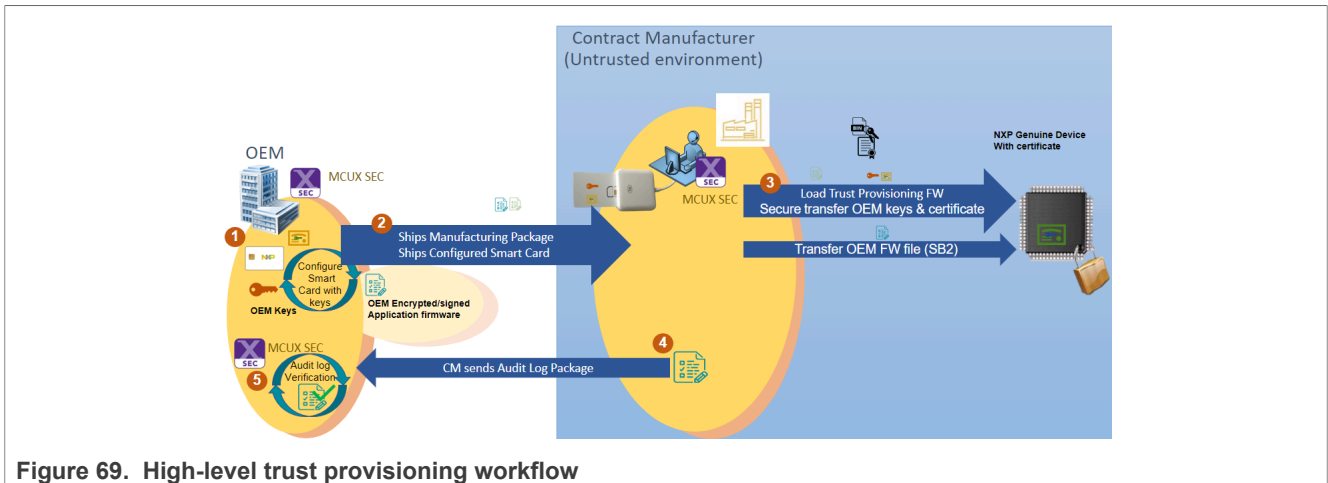 Contract Manufacturer
(Untrusted environment)
OEM
X
SEC
MCUX SEC
1
NXP
Configure
Smart
Card with
keys
OEM Keys
2
Ships Manufacturing Package
Ships Configured Smart Card
OEM Encrypted/signed
Application firmware
X
SEC
MCUX SEC
3
Load Trust Provisioning FW
Secure transfer OEM keys & certificate
Transfer OEM FW file (SB2)
NXP Genuine Device
With certificate
4
CM sends Audit Log Package
X
SEC
MCUX SEC
5
Audit log
Verification
Figure 69. High-level trust provisioning workflow